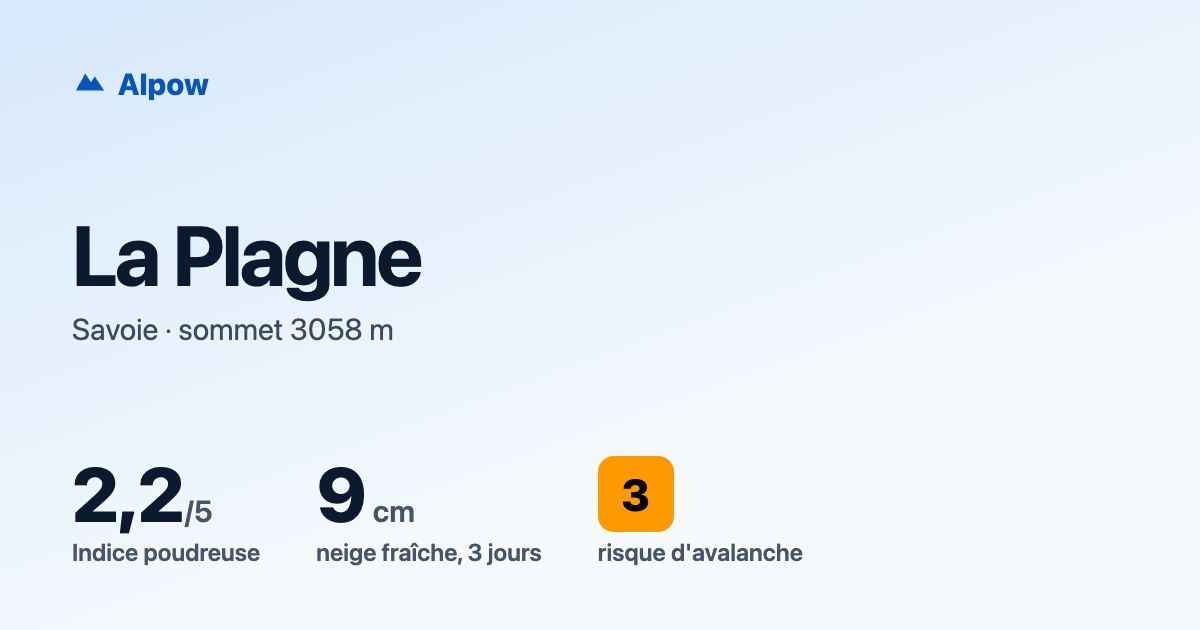 Alpow
La Plagne
Savoie · sommet 3058 m
2,2/5
Indice poudreuse
9 cm
neige fraîche, 3 jours
3
risque d'avalanche